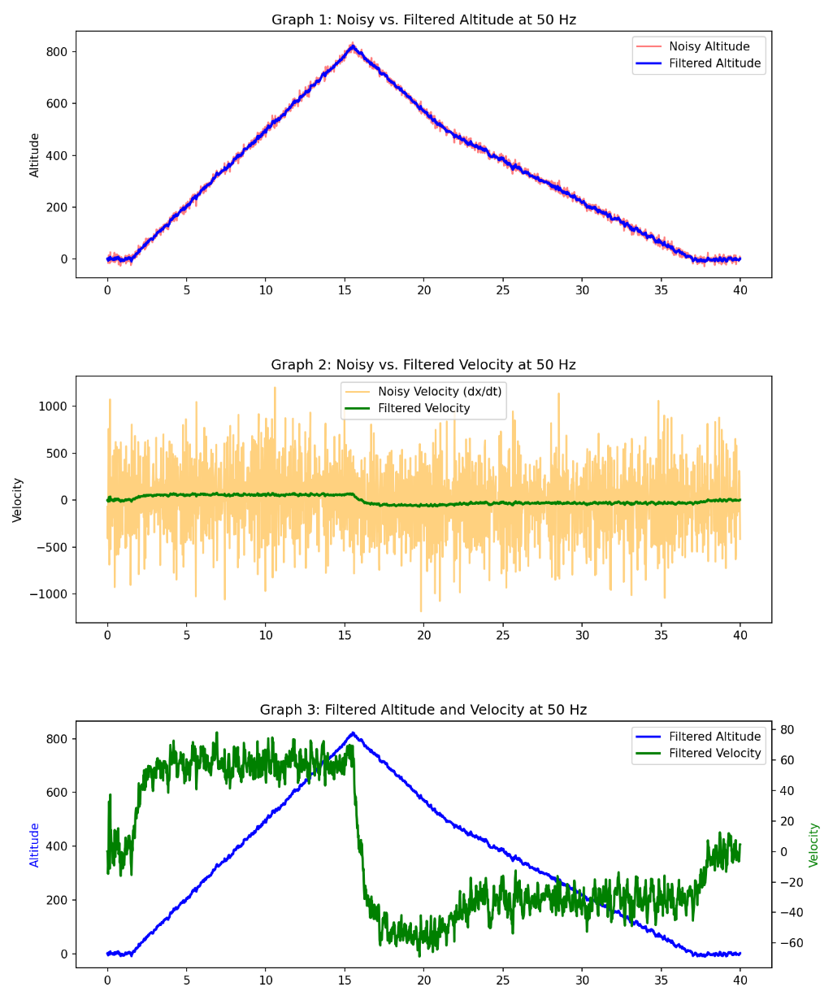 Graph 1: Noisy vs. Filtered Altitude at 50 Hz
Noisy Altitude
Filtered Altitude
Altitude
800
600
400
200
0
0 5 10 15 20 25 30 35 40
Graph 2: Noisy vs. Filtered Velocity at 50 Hz
Noisy Velocity (dx/dt)
Filtered Velocity
Velocity
1000
500
0
−500
−1000
0 5 10 15 20 25 30 35 40
Graph 3: Filtered Altitude and Velocity at 50 Hz
Filtered Altitude
Filtered Velocity
Altitude
800
600
400
200
0
80
60
40
20
0
−20
−40
−60
Velocity
0 5 10 15 20 25 30 35 40